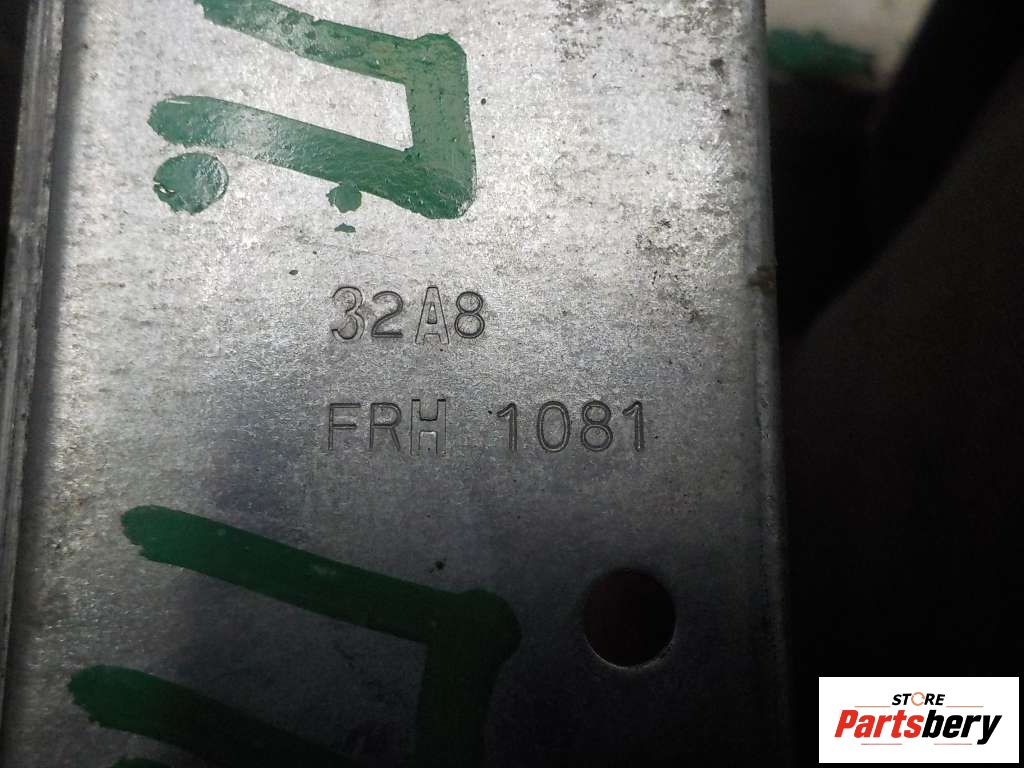 32A8
FRH 1081
STORE
Partsbery